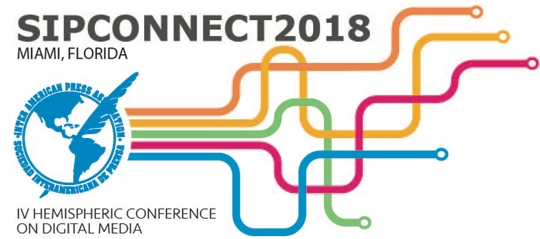 SIPCONNECT2018
MIAMI, FLORIDA
INTER AMERICAN PRESS ASSOCIATION
SOCIEDAD INTERAMERICANA DE PRENSA
IV HEMISPHERIC CONFERENCE
ON DIGITAL MEDIA